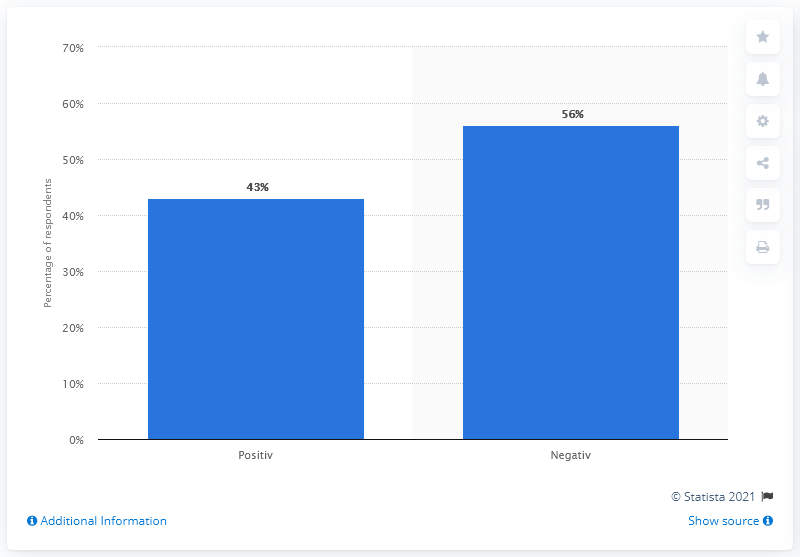 70%
60%
50%
40%
30%
20%
10%
0%
Percentage of respondents
43%
56%
Positiv
Negativ
© Statista 2021
Additional Information
Show source